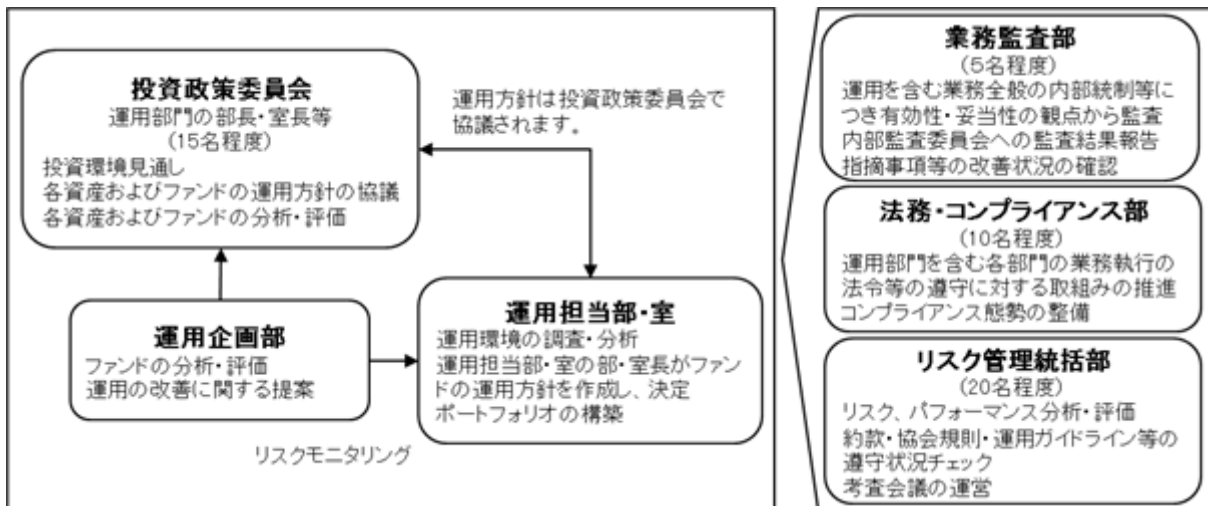 投資政策委員会
運用部門の部長・室長等
(15名程度)
投資環境見通し
各資産およびファンドの運用方針の協議
各資産およびファンドの分析・評価
運用方針は投資政策委員会で
協議されます。
運用企画部
ファンドの分析・評価
運用の改善に関する提案
運用担当部・室
運用環境の調査・分析
運用担当部・室の部・室長がファン
ドの運用方針を作成し、決定
ポートフォリオの構築
リスクモニタリング
業務監査部
(5名程度)
運用を含む業務全般の内部統制等に
つき有効性・妥当性の観点から監査
内部監査委員会への監査結果報告
指摘事項等の改善状況の確認
法務・コンプライアンス部
(10名程度)
運用部門を含む各部門の業務執行の
法令等の遵守に対する取組みの推進
コンプライアンス態勢の整備
リスク管理統括部
(20名程度)
リスク、パフォーマンス分析・評価
約款・協会規則・運用ガイドライン等の
遵守状況チェック
考査会議の運営